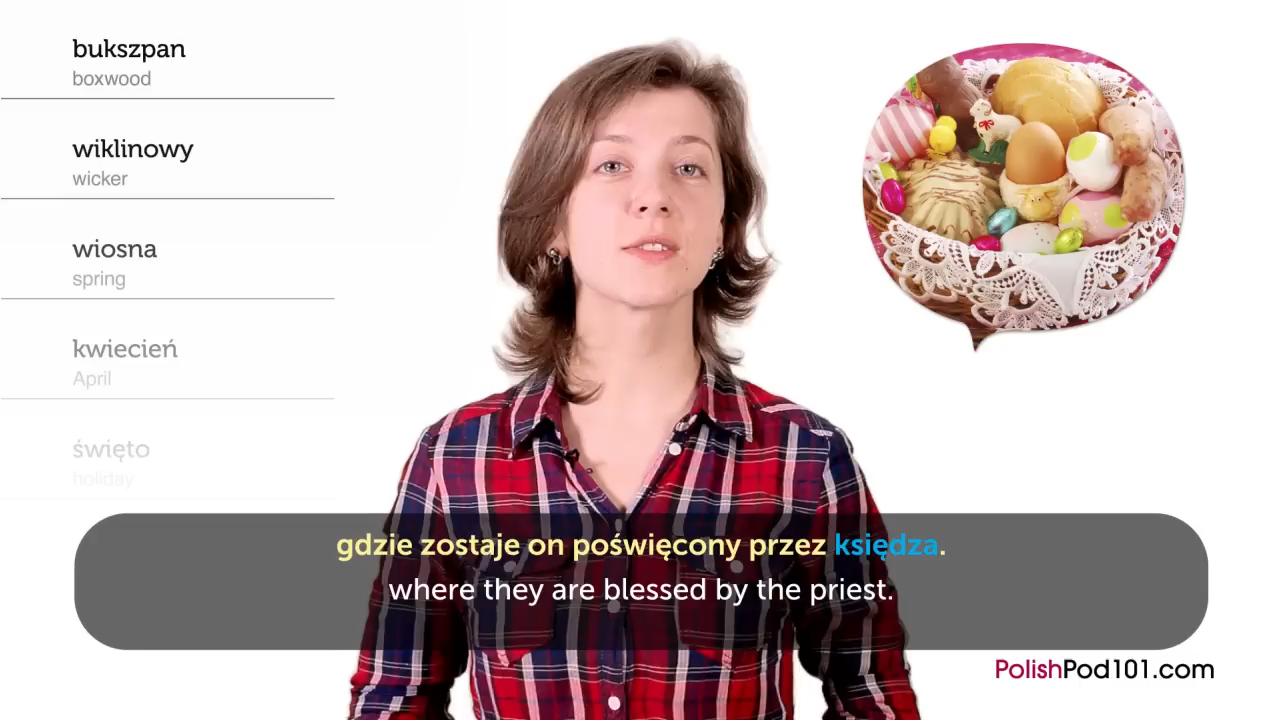 bukszpan
boxwood
wiklinowy
wicker
wiosna
spring
kwiecień
April
święto
holiday
gdzie zostaje on poświęcony przez księdza.
where they are blessed by the priest.
PolishPod101.com